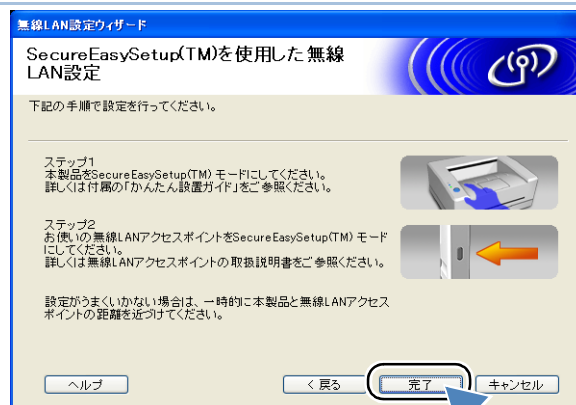 無線LAN設定ウィザード
SecureEasySetup(TM)を使用した無線
LAN設定
下記の手順で設定を行ってください。
ステップ1
本製品をSecureEasySetup(TM) モードにしてください。
詳しくは付属の「かんたん設置ガイド」をご参照ください。
ステップ2
お使いの無線LANアクセスポイントをSecureEasySetup(TM) モード
にしてください。
詳しくは無線LANアクセスポイントの取扱説明書をご参照ください。
設定がうまくいかない場合は、一時的に本製品と無線LANアクセス
ポイントの距離を近づけてください。
ヘルプ
< 戻る
完了
キャンセル